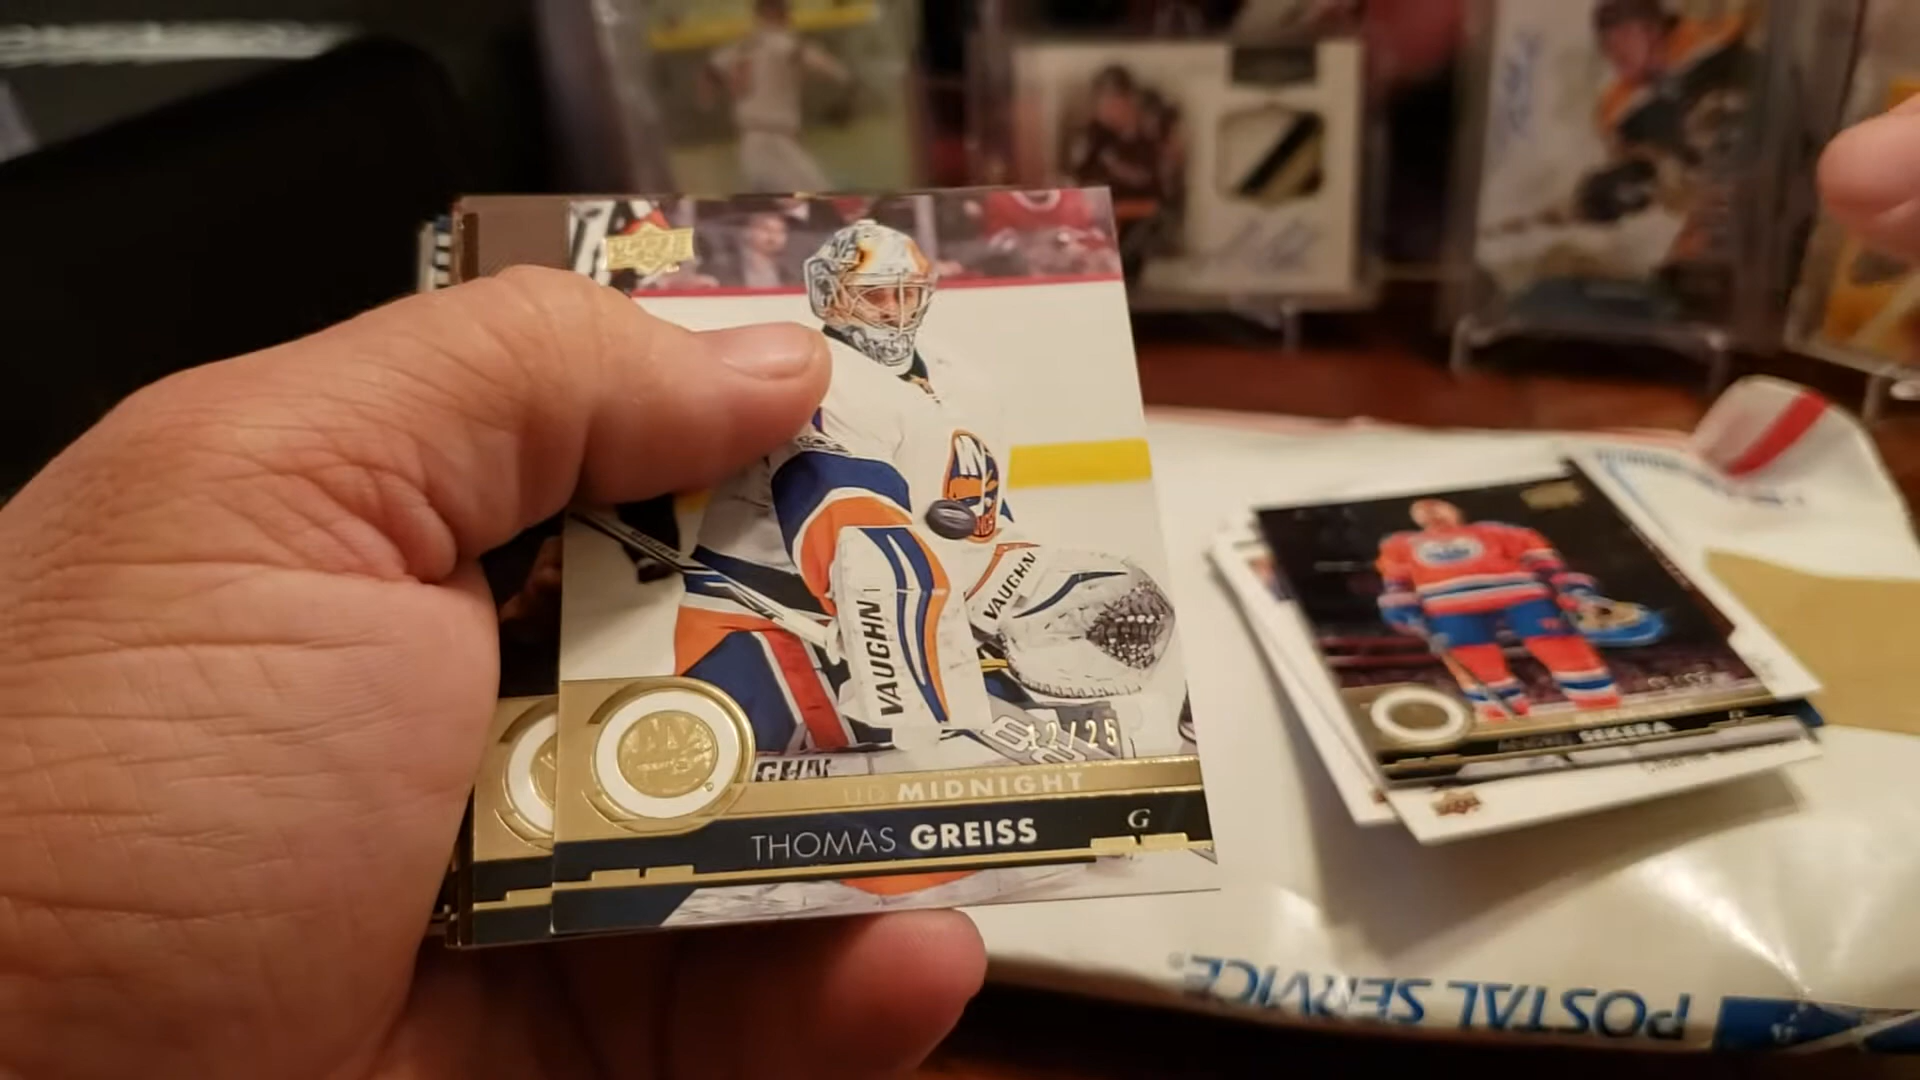 VAUGHN
VAUGHN
12/25
UD MIDNIGHT
THOMAS GREISS G
SEKERA
POSTAL SERVICE